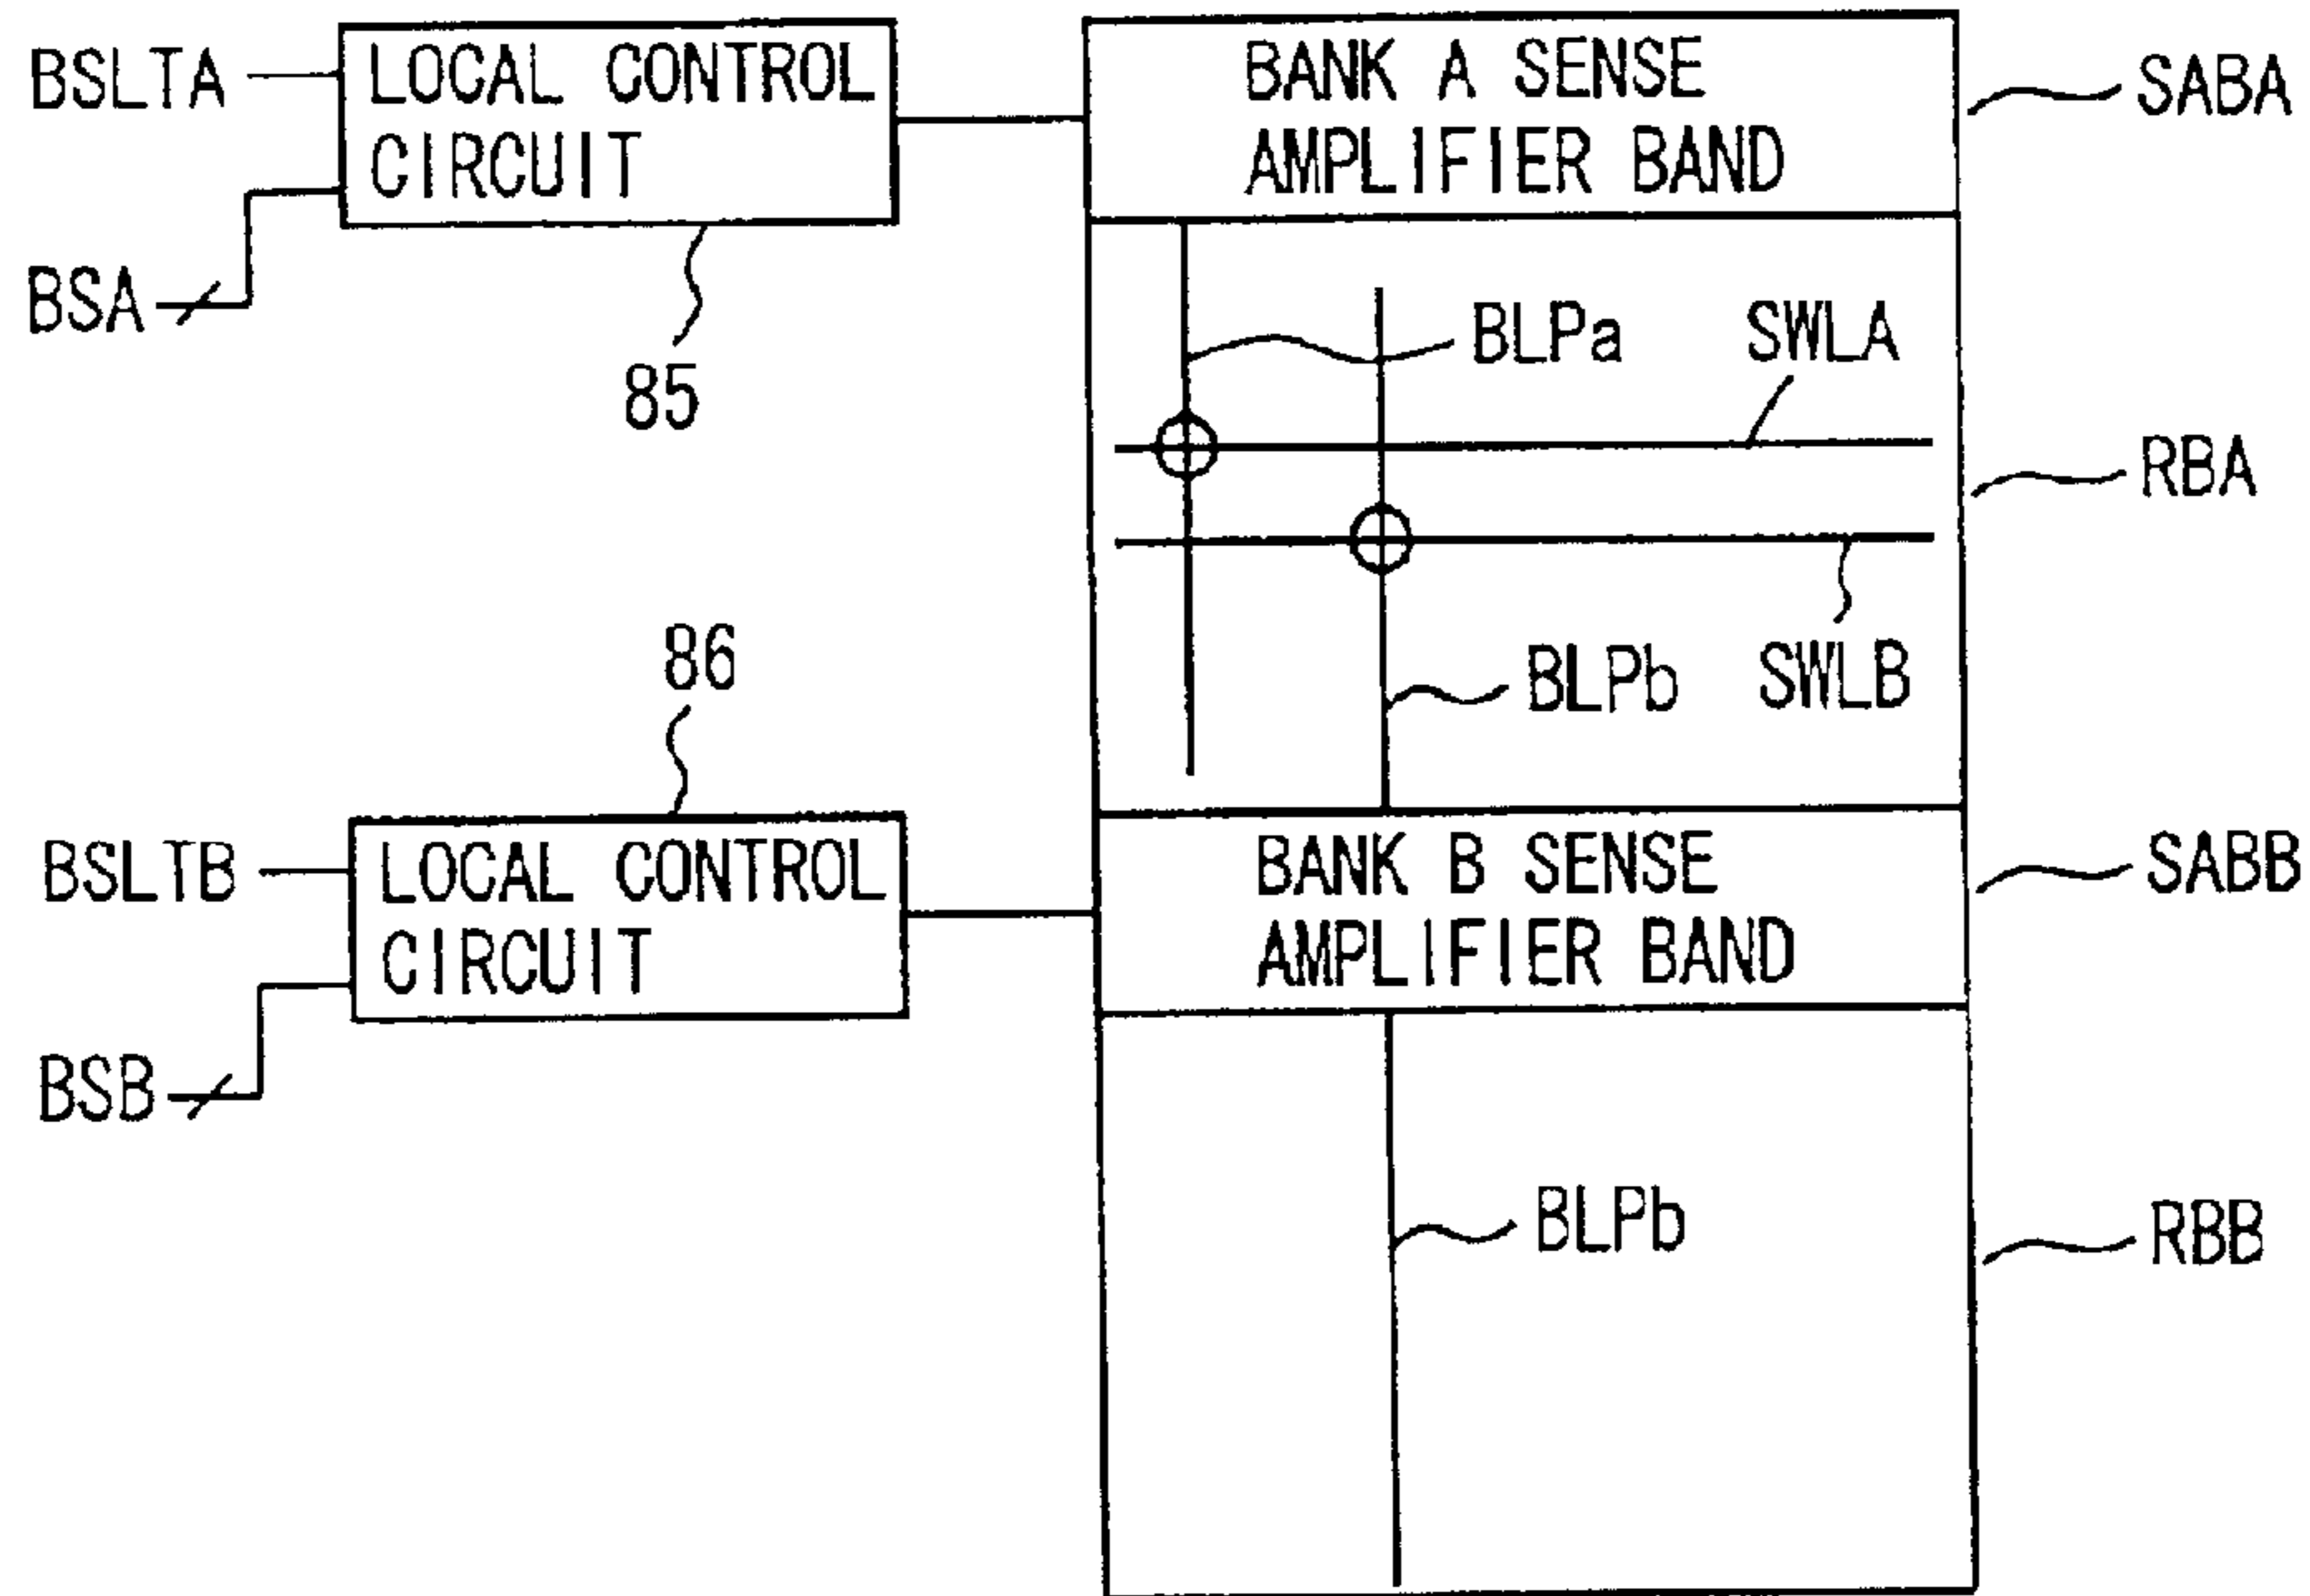 BSLTA
LOCAL CONTROL
CIRCUIT
BSA
85
BANK A SENSE
AMPLIFIER BAND
SABA
BLPa
SWLA
RBA
BLPb
SWLB
86
BSLTB
LOCAL CONTROL
CIRCUIT
BSB
BANK B SENSE
AMPLIFIER BAND
SABB
BLPb
RBB